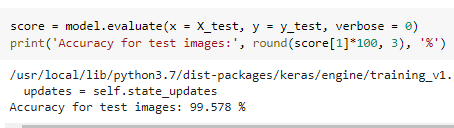 score = model.evaluate(x = X_test, y = y_test, verbose = 0)
print('Accuracy for test images:', round(score[1]*100, 3), '%')
/usr/local/lib/python3.7/dist-packages/keras/engine/training_v1.
updates = self.state_updates
Accuracy for test images: 99.578 %